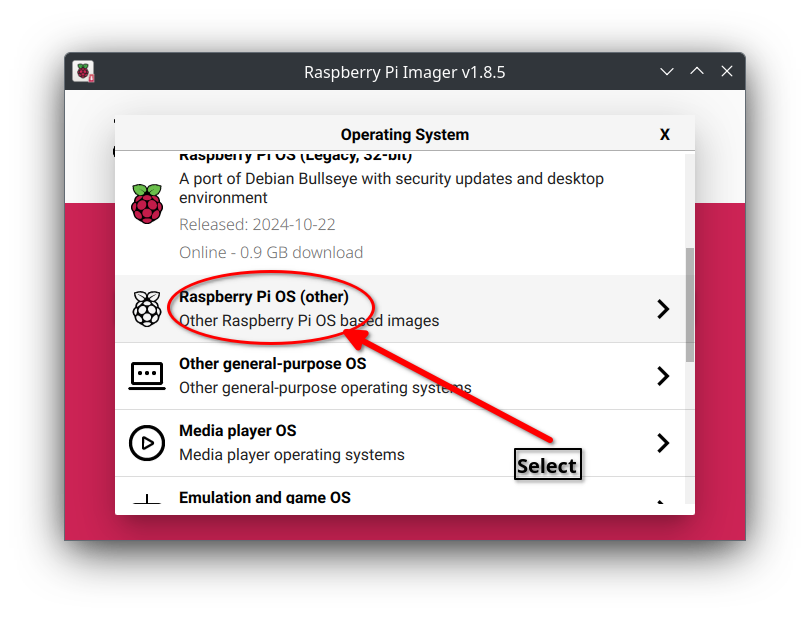 Raspberry Pi Imager v1.8.5
Operating System
X
Raspberry Pi OS (Legacy, 32-bit)
A port of Debian Bullseye with security updates and desktop
environment
Released: 2024-10-22
Online - 0.9 GB download
Raspberry Pi OS (other)
Other Raspberry Pi OS based images
Other general-purpose OS
Other general-purpose operating systems
Media player OS
Media player operating systems
Select
Emulation and game OS